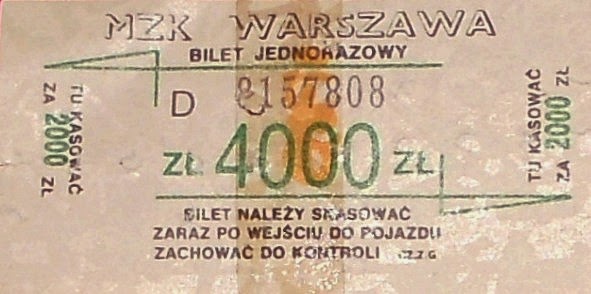 MZK WARSZAWA
BILET JEDNORAZOWY
D 8157808
ZŁ 4000 ZŁ
TU KASOWAĆ
ZA 2000 ZŁ
TU KASOWAĆ
ZA 2000 ZŁ
BILET NALEŻY SKASOWAĆ
ZARAZ PO WEJŚCIU DO POJAZDU
ZACHOWAĆ DO KONTROLI